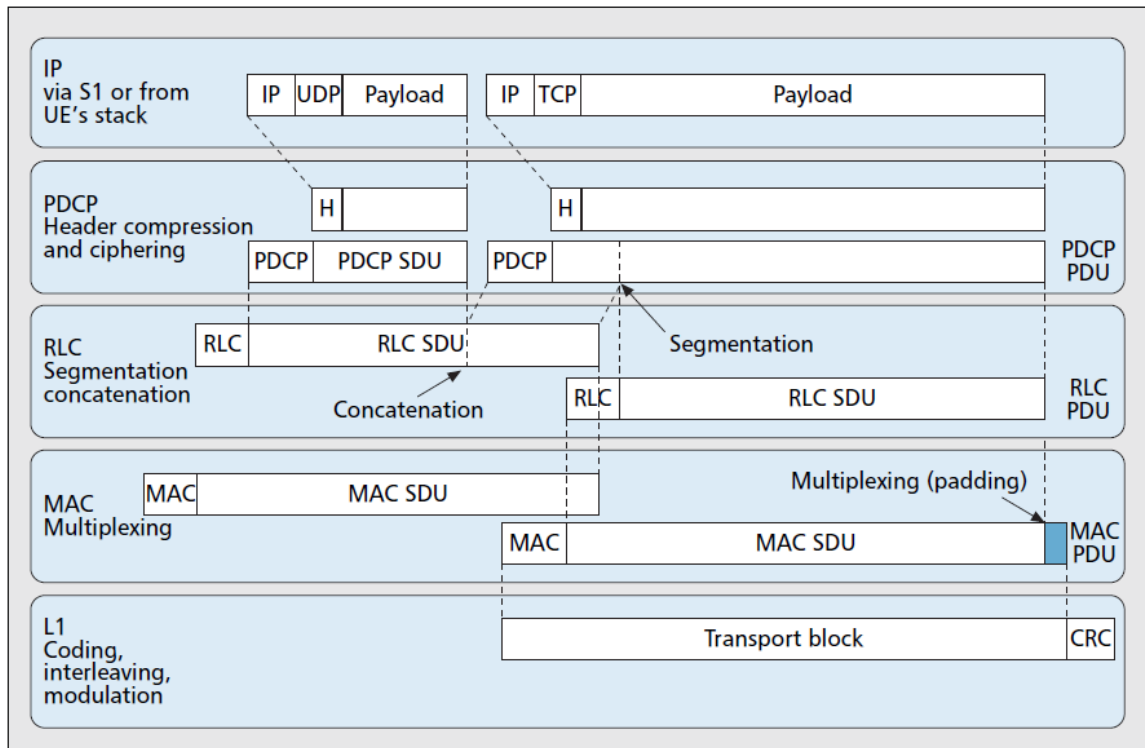 IP
via S1 or from
UE's stack
IP UDP Payload
IP TCP Payload
PDCP
Header compression
and ciphering
H
H
PDCP PDCP SDU
PDCP
PDCP
PDU
RLC
Segmentation
concatenation
RLC RLC SDU
Segmentation
Concatenation
RLC RLC SDU
RLC
PDU
MAC
Multiplexing
MAC MAC SDU
Multiplexing (padding)
MAC MAC SDU
MAC
PDU
L1
Coding,
interleaving,
modulation
Transport block CRC